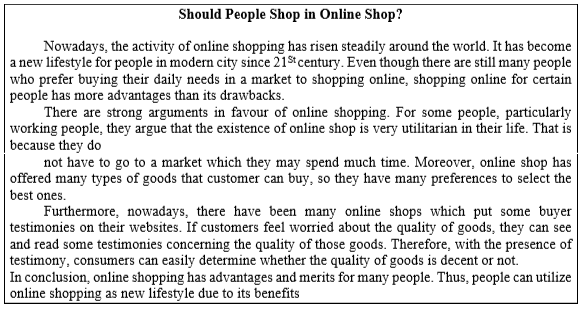 Should People Shop in Online Shop?
Nowadays, the activity of online shopping has risen steadily around the world. It has become
a new lifestyle for people in modern city since 21St century. Even though there are still many people
who prefer buying their daily needs in a market to shopping online, shopping online for certain
people has more advantages than its drawbacks.
There are strong arguments in favour of online shopping. For some people, particularly
working people, they argue that the existence of online shop is very utilitarian in their life. That is
because they do
not have to go to a market which they may spend much time. Moreover, online shop has
offered many types of goods that customer can buy, so they have many preferences to select the
best ones.
Furthermore, nowadays, there have been many online shops which put some buyer
testimonies on their websites. If customers feel worried about the quality of goods, they can see
and read some testimonies concerning the quality of those goods. Therefore, with the presence of
testimony, consumers can easily determine whether the quality of goods is decent or not.
In conclusion, online shopping has advantages and merits for many people. Thus, people can utilize
online shopping as new lifestyle due to its benefits